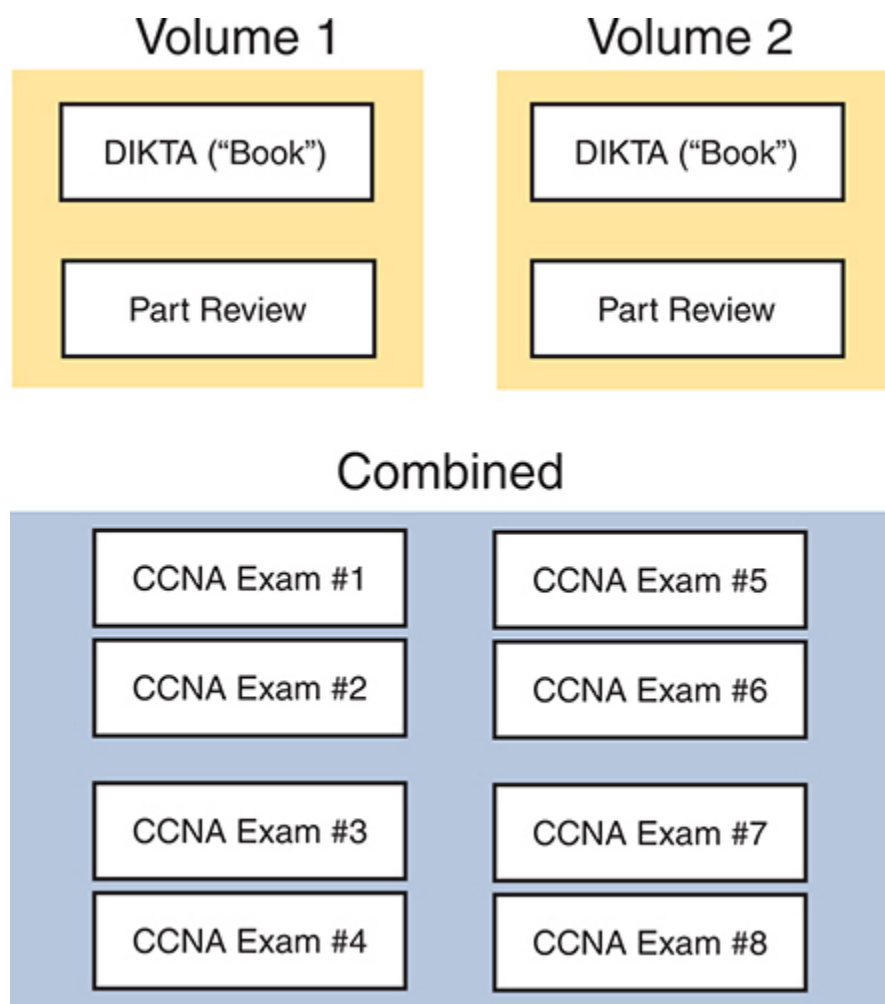 Volume 1
Volume 2
DIKTA (“Book”)
DIKTA (“Book”)
Part Review
Part Review
Combined
CCNA Exam #1
CCNA Exam #5
CCNA Exam #2
CCNA Exam #6
CCNA Exam #3
CCNA Exam #7
CCNA Exam #4
CCNA Exam #8